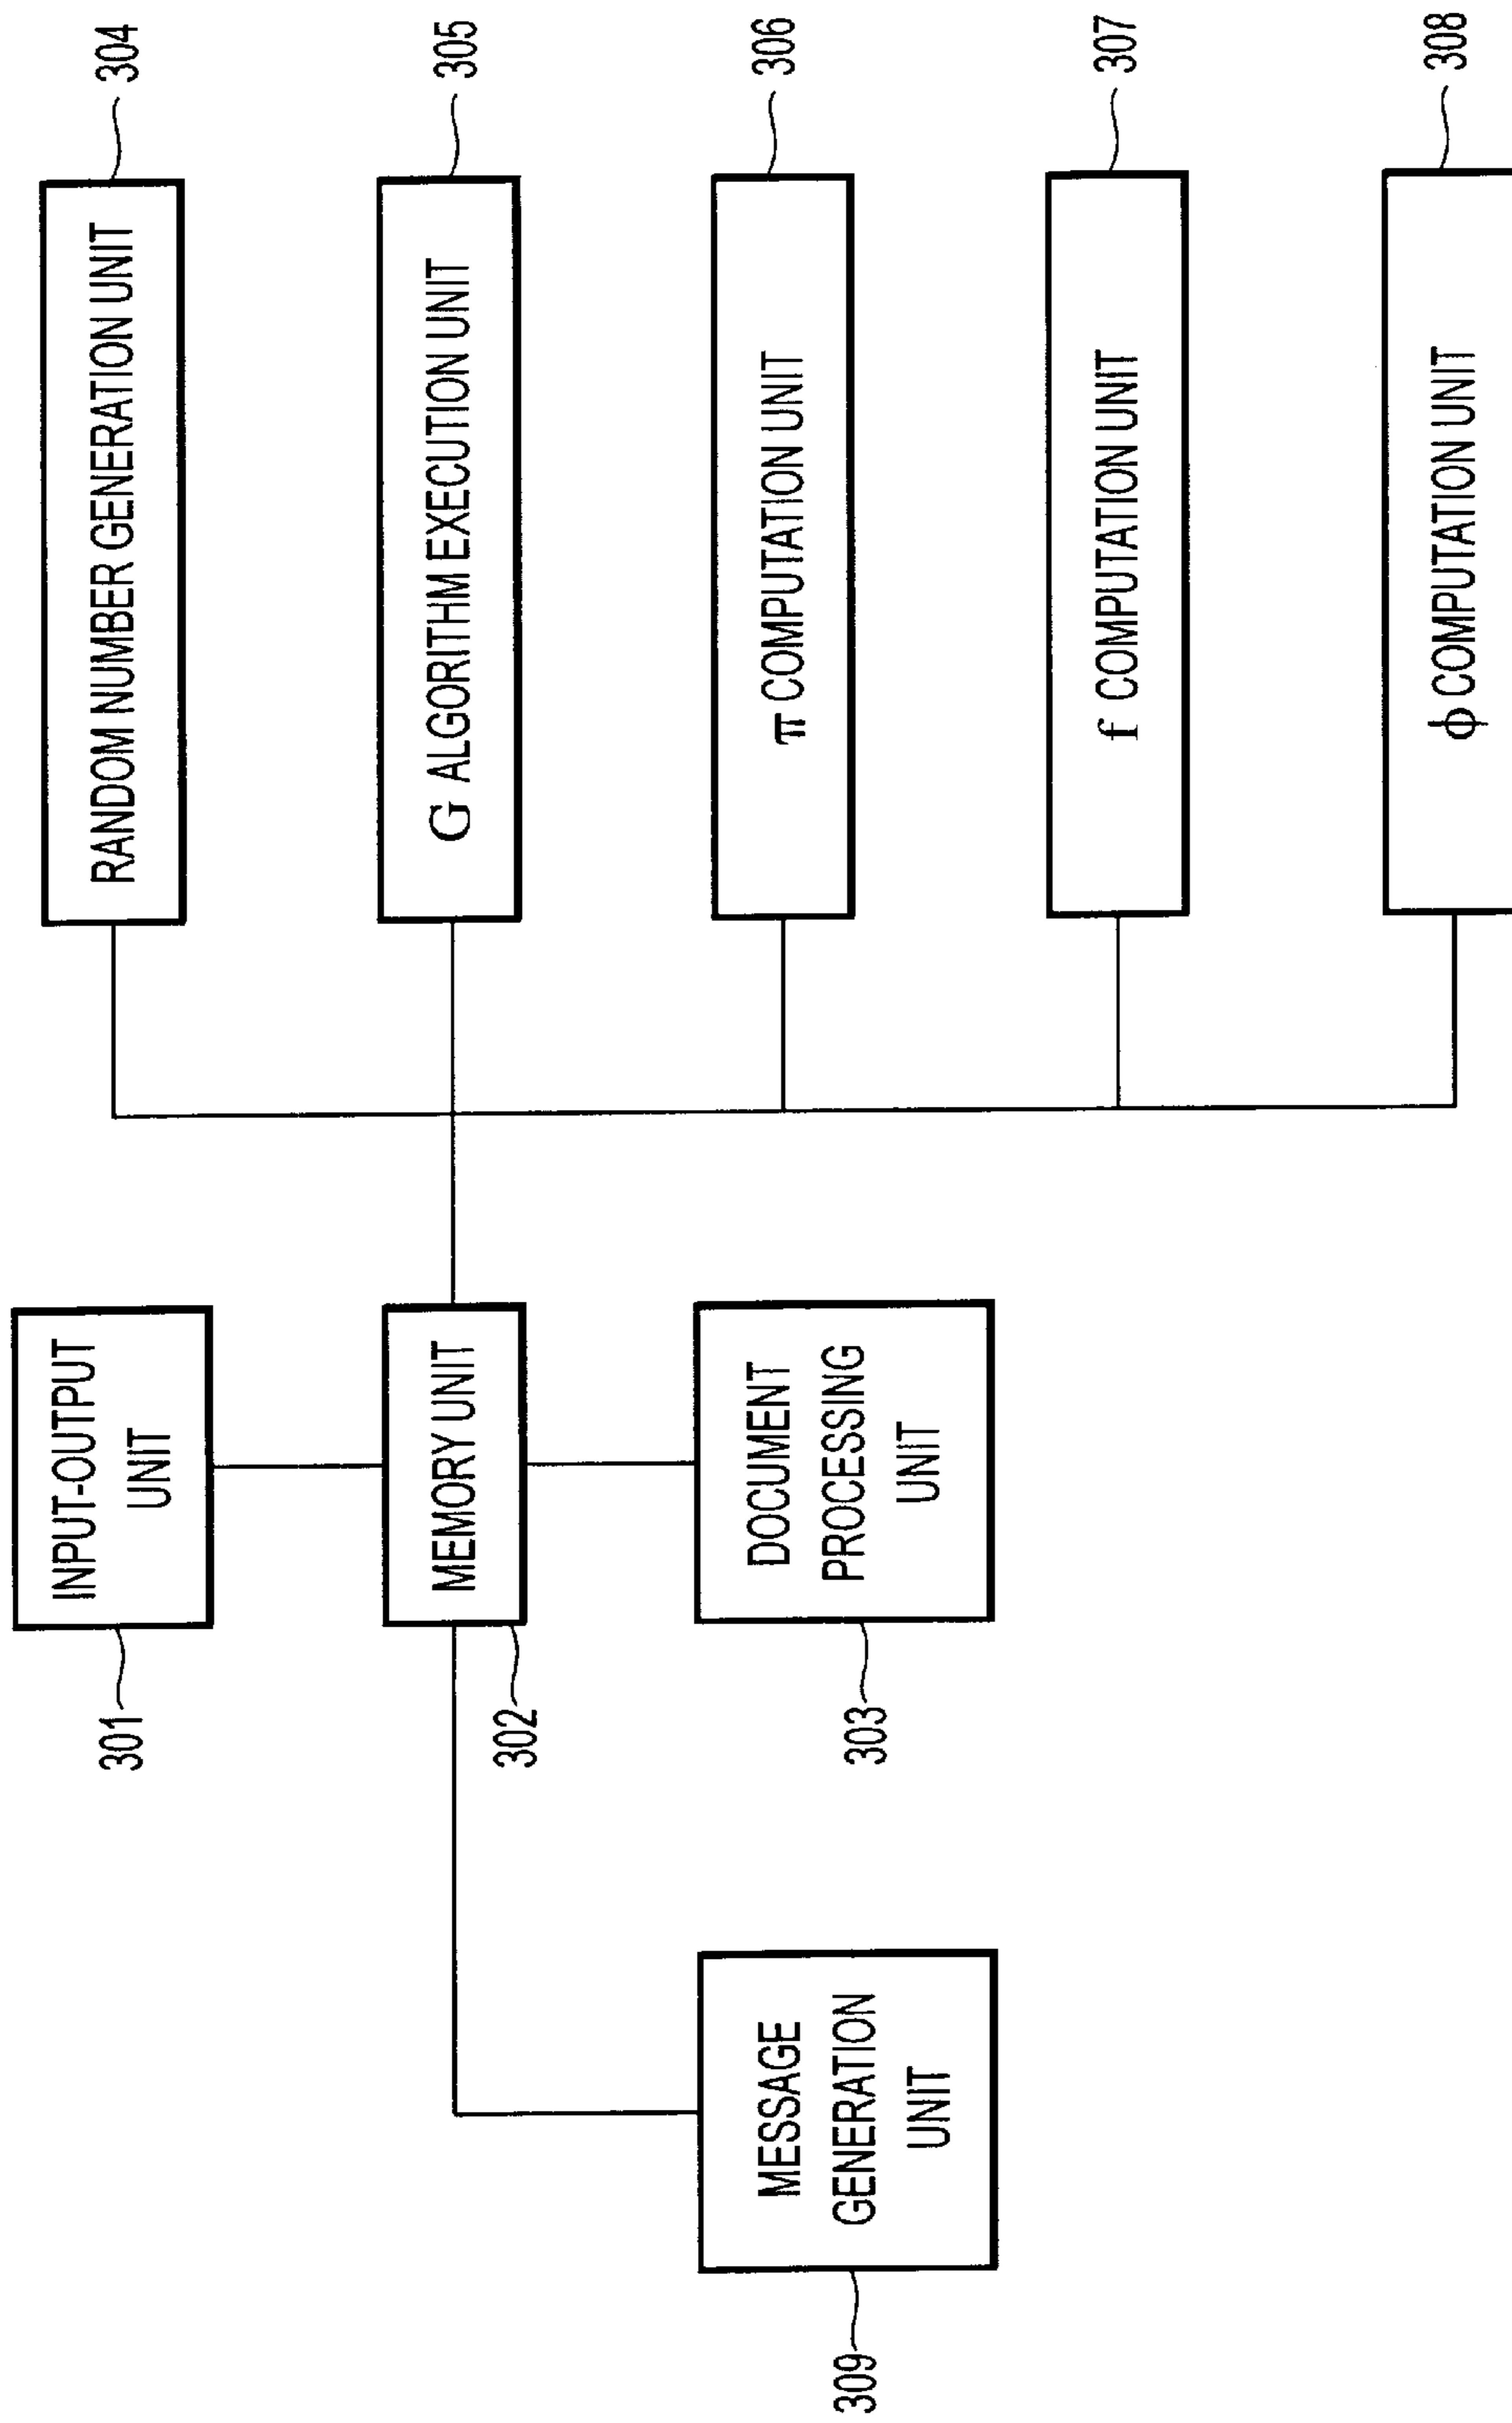 304
RANDOM NUMBER GENERATION UNIT
305
G ALGORITHM EXECUTION UNIT
306
π COMPUTATION UNIT
307
f COMPUTATION UNIT
308
ϕ COMPUTATION UNIT
INPUT-OUTPUT
UNIT
301
MEMORY UNIT
302
DOCUMENT
PROCESSING
UNIT
303
MESSAGE
GENERATION
UNIT
309